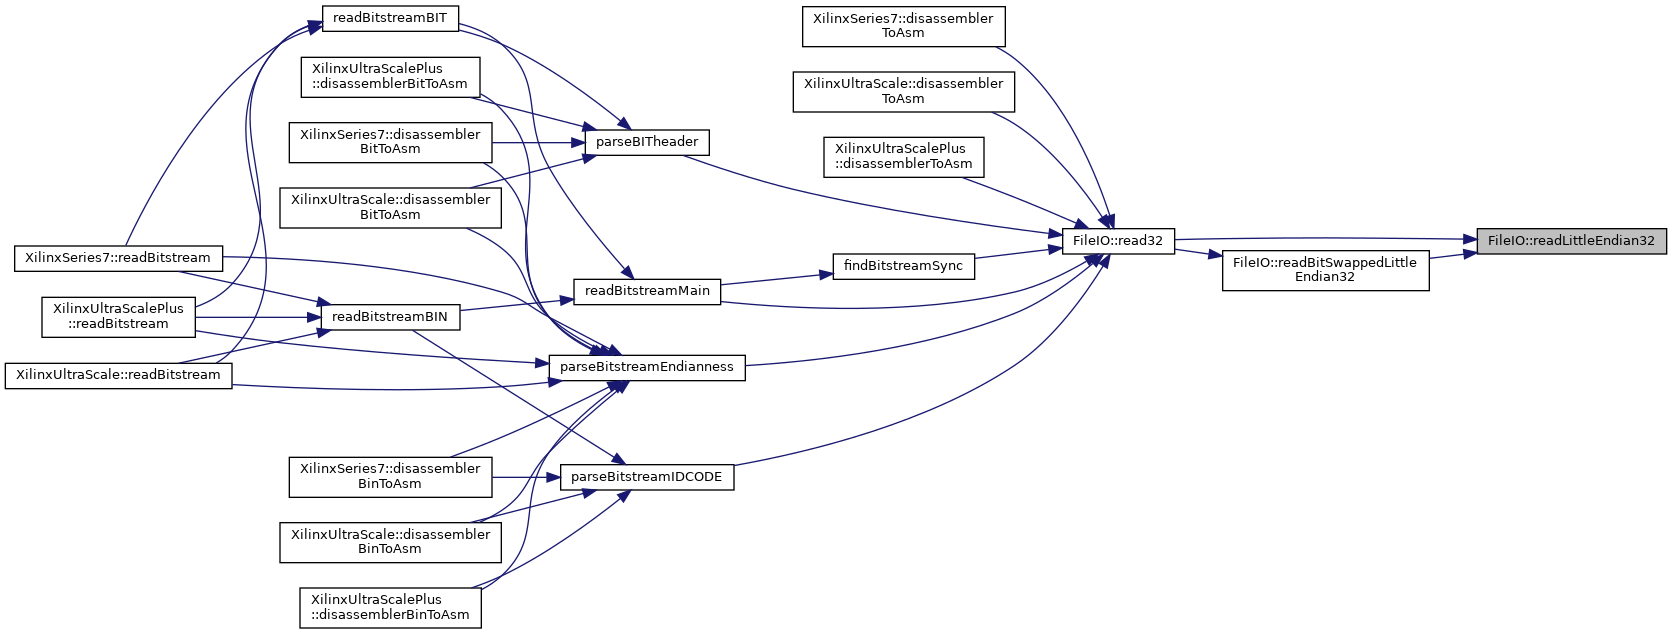 readBitstreamBIT
XilinxSeries7::disassembler
ToAsm
XilinxUltraScalePlus
::disassemblerBitToAsm
XilinxUltraScale::disassembler
ToAsm
XilinxSeries7::disassembler
BitToAsm
parseBITheader
XilinxUltraScalePlus
::disassemblerToAsm
XilinxUltraScale::disassembler
BitToAsm
FileIO::read32
FileIO::readLittleEndian32
XilinxSeries7::readBitstream
findBitstreamSync
FileIO::readBitSwappedLittle
Endian32
readBitstreamMain
XilinxUltraScalePlus
::readBitstream
readBitstreamBIN
XilinxUltraScale::readBitstream
parseBitstreamEndianness
XilinxSeries7::disassembler
BinToAsm
parseBitstreamIDCODE
XilinxUltraScale::disassembler
BinToAsm
XilinxUltraScalePlus
::disassemblerBinToAsm